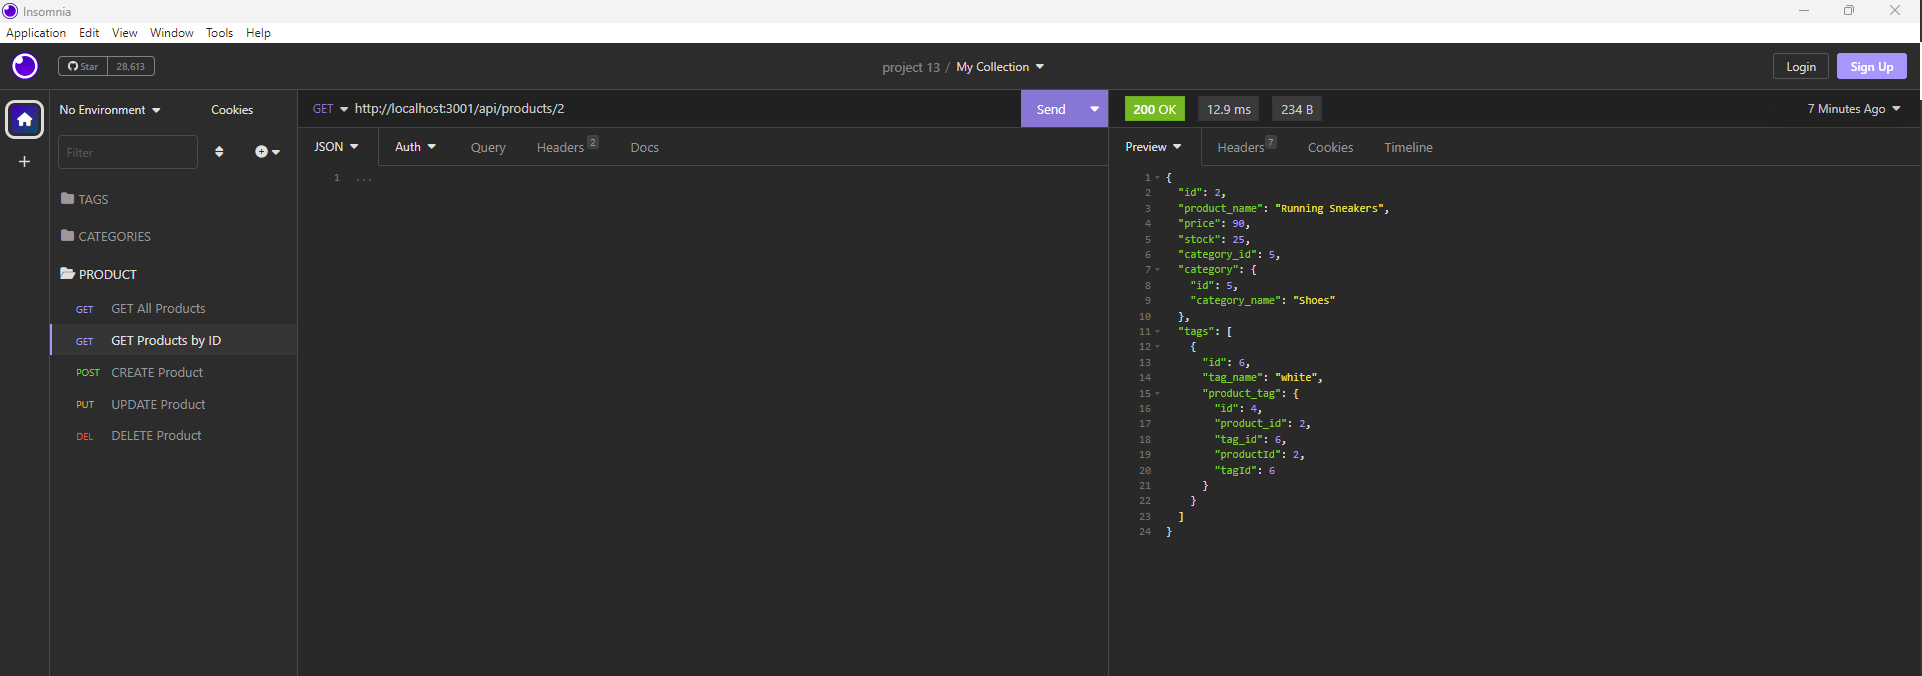 Insomnia
Application Edit View Window Tools Help
Star 28,613
project 13 / My Collection
Login Sign Up
No Environment Cookies
Filter
TAGS
CATEGORIES
PRODUCT
GET GET All Products
GET GET Products by ID
POST CREATE Product
PUT UPDATE Product
DEL DELETE Product
GET http://localhost:3001/api/products/2 Send
JSON Auth Query Headers 2 Docs
1 ...
200 OK 12.9 ms 234 B 7 Minutes Ago
Preview Headers 7 Cookies Timeline
1 {
2 "id": 2,
3 "product_name": "Running Sneakers",
4 "price": 90,
5 "stock": 25,
6 "category_id": 5,
7 "category": {
8 "id": 5,
9 "category_name": "Shoes"
10 },
11 "tags": [
12 {
13 "id": 6,
14 "tag_name": "white",
15 "product_tag": {
16 "id": 4,
17 "product_id": 2,
18 "tag_id": 6,
19 "productId": 2,
20 "tagId": 6
21 }
22 }
23 ]
24 }